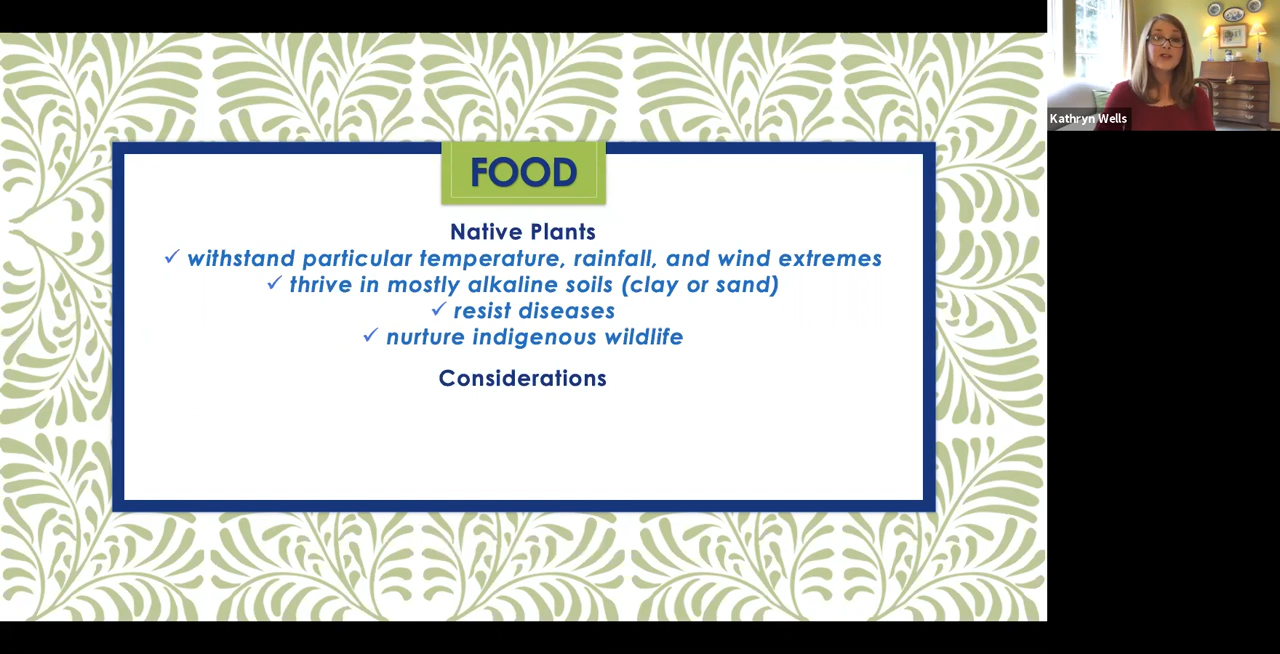 FOOD
Native Plants
✓ withstand particular temperature, rainfall, and wind extremes
✓ thrive in mostly alkaline soils (clay or sand)
✓ resist diseases
✓ nurture indigenous wildlife
Considerations
Kathryn Wells